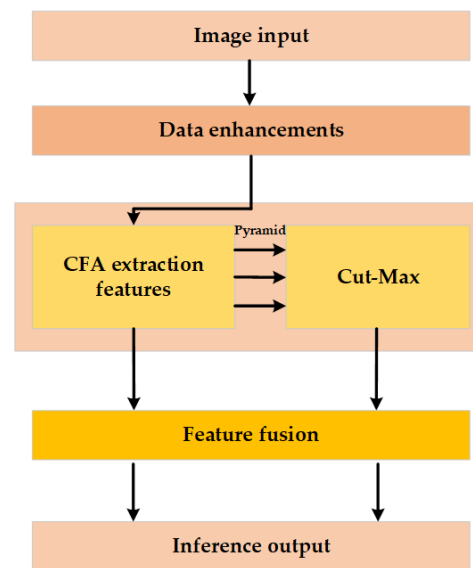 Image input
Data enhancements
Pyramid
CFA extraction
features
Cut-Max
Feature fusion
Inference output